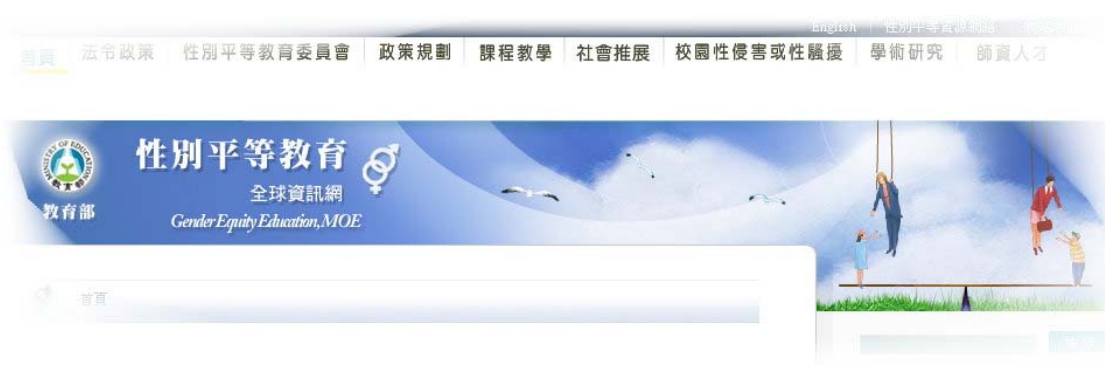 English | 性別平等資源網絡
首頁 法令政策 性別平等教育委員會 政策規劃 課程教學 社會推展 校園性侵害或性騷擾 學術研究 師資人才
MINISTRY OF EDUCATION
教育部
教育部
性別平等教育
全球資訊網
Gender Equity Education, MOE
首頁